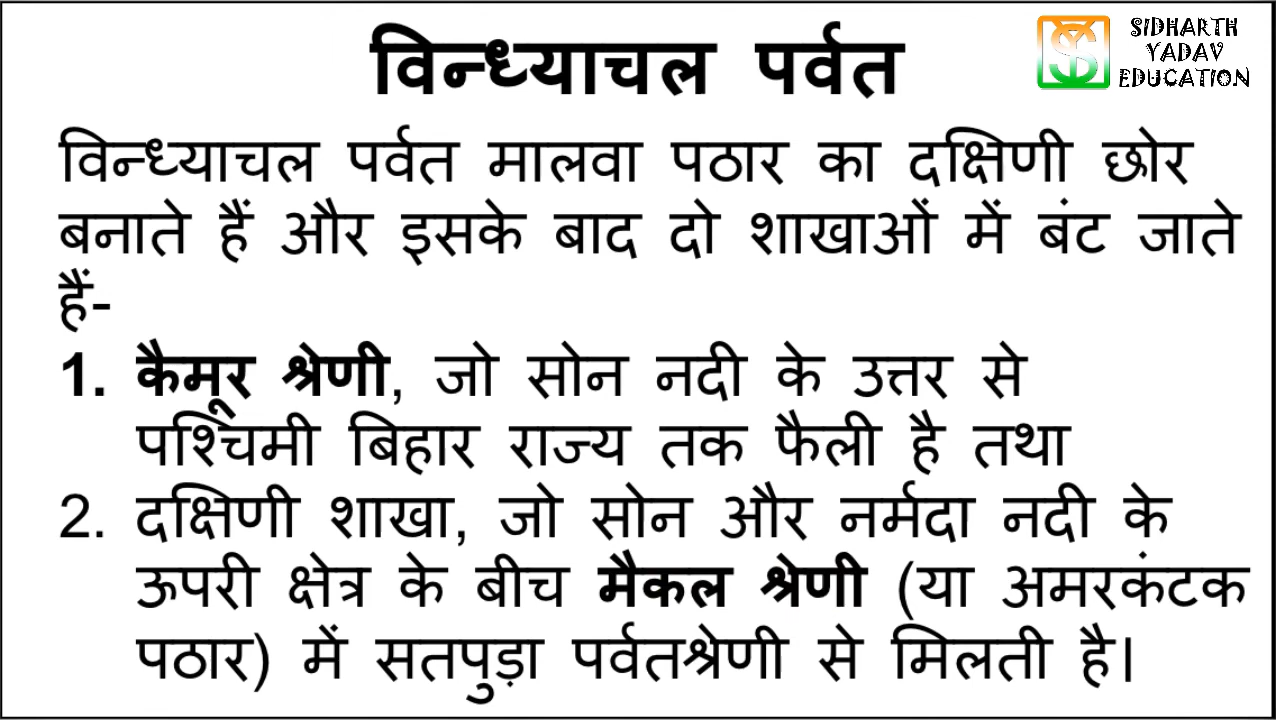 विन्ध्याचल पर्वत
SIDHARTH
YADAV
EDUCATION
विन्ध्याचल पर्वत मालवा पठार का दक्षिणी छोर
बनाते हैं और इसके बाद दो शाखाओं में बंट जाते
हैं-
1. कैमूर श्रेणी, जो सोन नदी के उत्तर से
पश्चिमी बिहार राज्य तक फैली है तथा
2. दक्षिणी शाखा, जो सोन और नर्मदा नदी के
ऊपरी क्षेत्र के बीच मैकल श्रेणी (या अमरकंटक
पठार) में सतपुड़ा पर्वतश्रेणी से मिलती है।